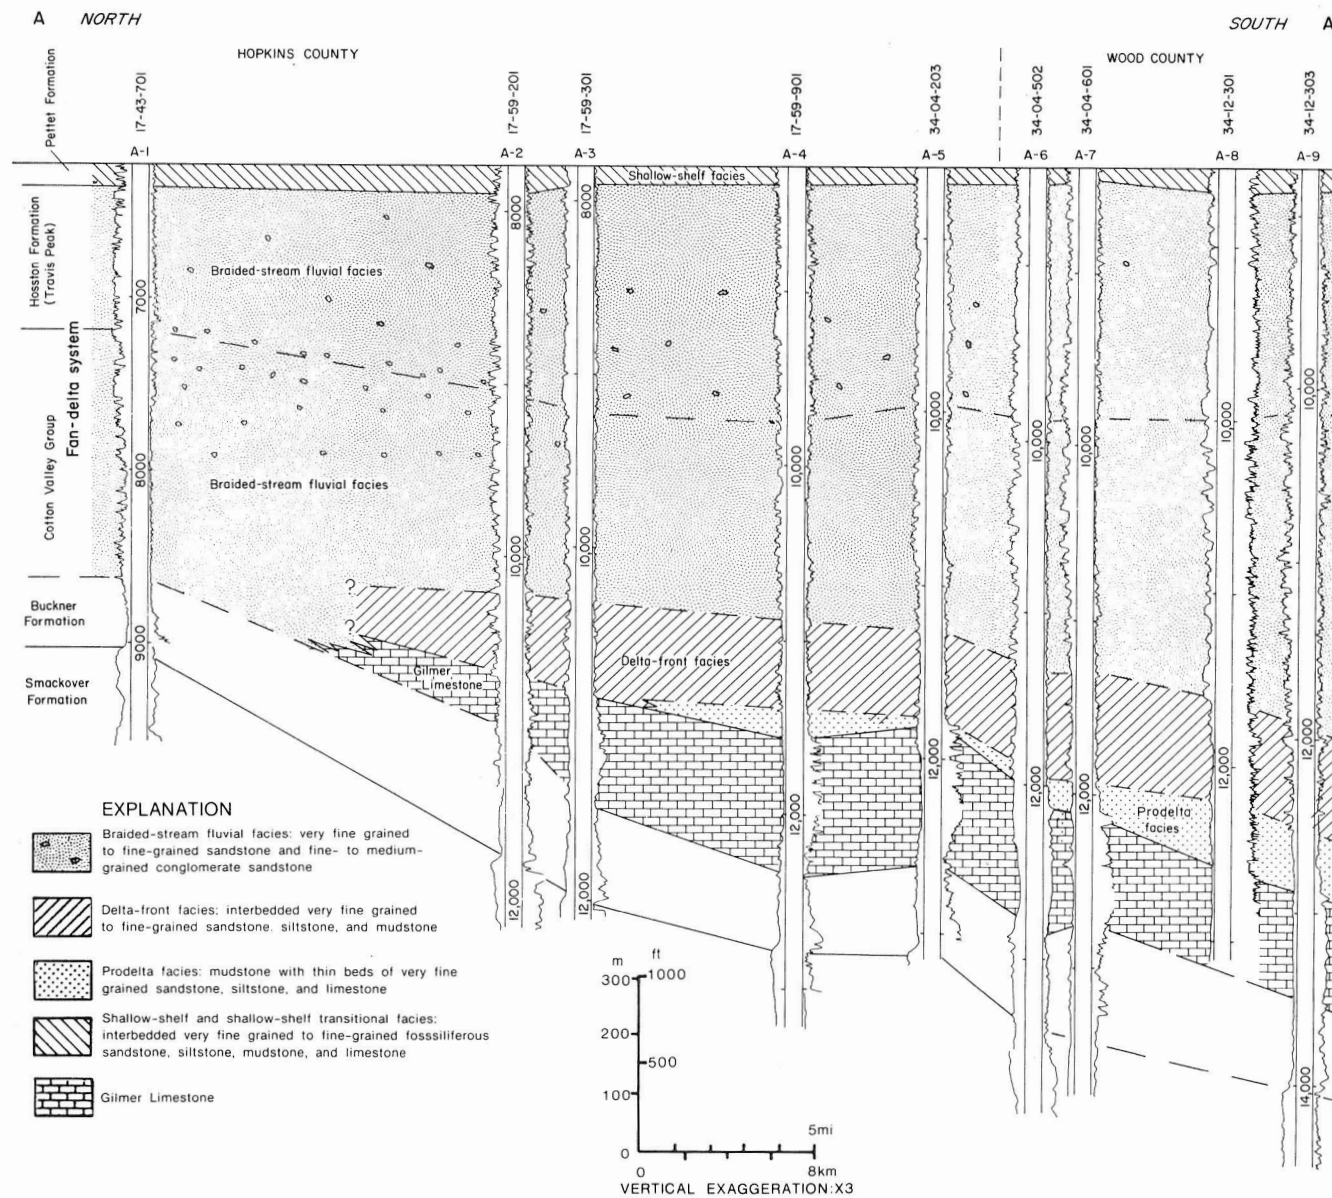 A NORTH
SOUTH A
HOPKINS COUNTY
WOOD COUNTY
Pettet Formation
17-43-701
17-59-201
17-59-301
17-59-901
34-04-203
34-04-502
34-04-601
34-12-301
34-12-303
A-1
A-2
A-3
A-4
A-5
A-6
A-7
A-8
A-9
Shallow-shelf facies
Hosston Formation
(Travis Peak)
Fan-delta system
Cotton Valley Group
Buckner
Formation
Smackover
Formation
7000
8000
9000
8000
10,000
12,000
8000
10,000
12,000
10,000
12,000
10,000
12,000
10,000
12,000
10,000
12,000
10,000
12,000
10,000
12,000
14,000
Braided-stream fluvial facies
Braided-stream fluvial facies
?
?
Gilmer
Limestone
Delta-front facies
Prodelta
facies
EXPLANATION
Braided-stream fluvial facies: very fine grained
to fine-grained sandstone and fine- to medium-
grained conglomerate sandstone
Delta-front facies: interbedded very fine grained
to fine-grained sandstone. siltstone, and mudstone
Prodelta facies: mudstone with thin beds of very fine
grained sandstone, siltstone, and limestone
Shallow-shelf and shallow-shelf transitional facies:
interbedded very fine grained to fine-grained fosssiliferous
sandstone, siltstone, mudstone, and limestone
Gilmer Limestone
m ft
300 1000
200
500
100
0
5mi
0 8km
VERTICAL EXAGGERATION:X3